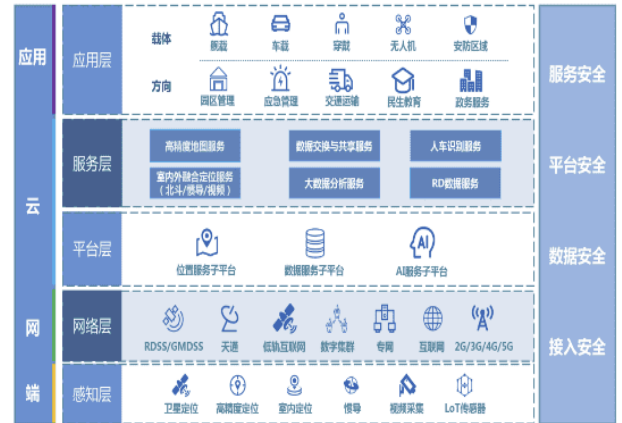 应用
应用层
载体
舰载
车载
穿戴
无人机
安防区域
方向
园区管理
应急管理
交通运输
民生教育
政务服务
云
服务层
高精度地图服务
数据交换与共享服务
人车识别服务
室内外融合定位服务
（北斗/惯导/视频）
大数据分析服务
RD数据服务
平台层
位置服务子平台
数据服务子平台
AI服务子平台
网
网络层
RDSS/GMDSS
天通
低轨互联网
数字集群
专网
互联网
2G/3G/4G/5G
端
感知层
卫星定位
高精度定位
室内定位
惯导
视频采集
LoT传感器
服务安全
平台安全
数据安全
接入安全